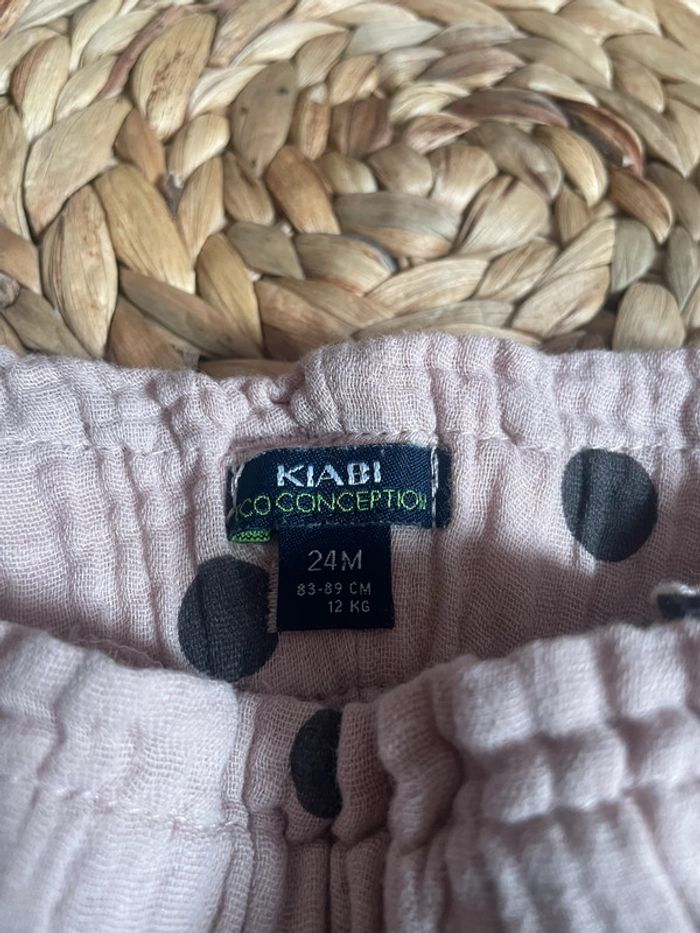 KIABI
CO CONCEPTION
24M
83-89 CM
12 KG